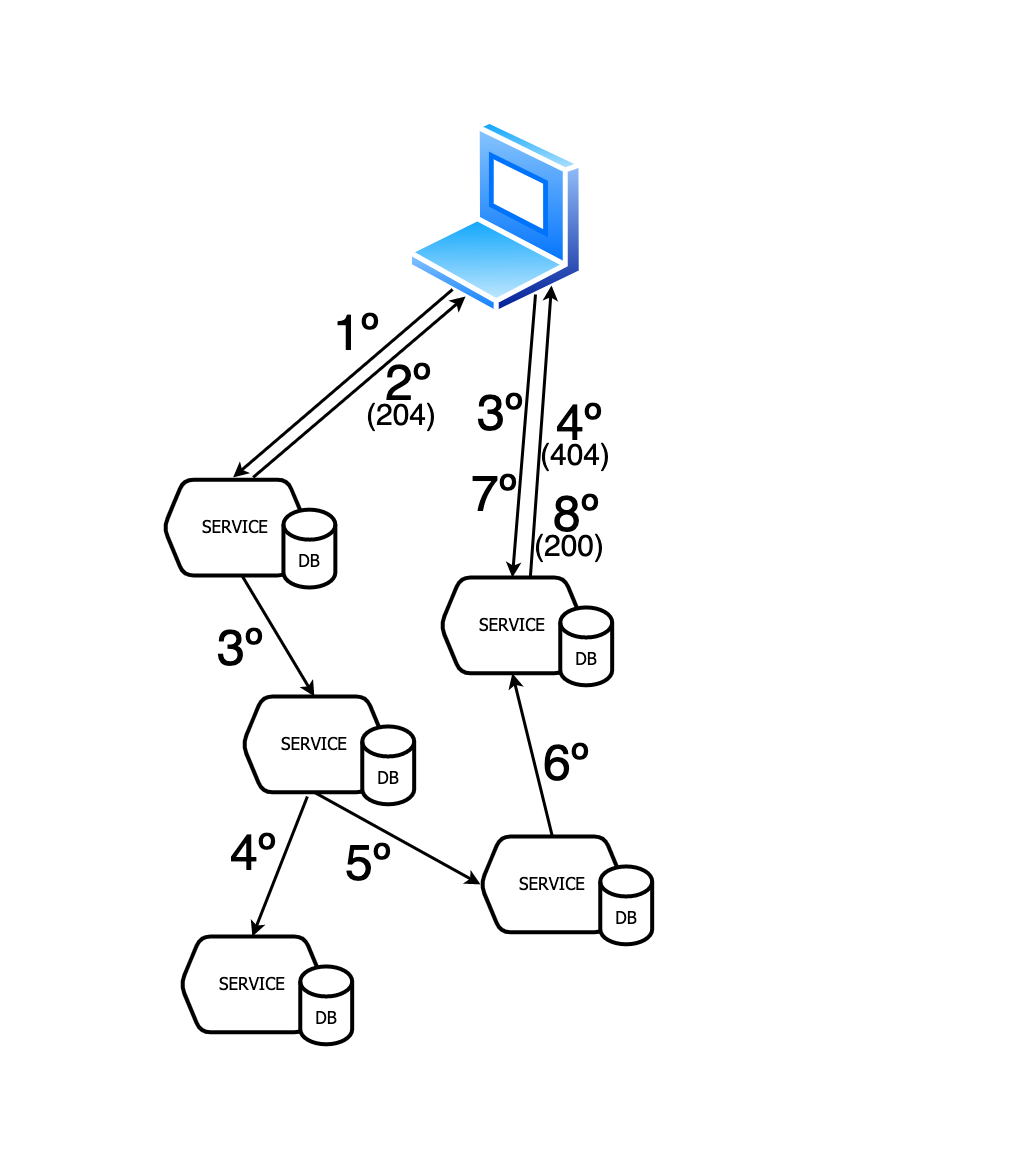 1º
2º
(204)
3º
4º
(404)
7º
8º
(200)
SERVICE
DB
SERVICE
DB
3º
SERVICE
DB
6º
4º
5º
SERVICE
DB
SERVICE
DB